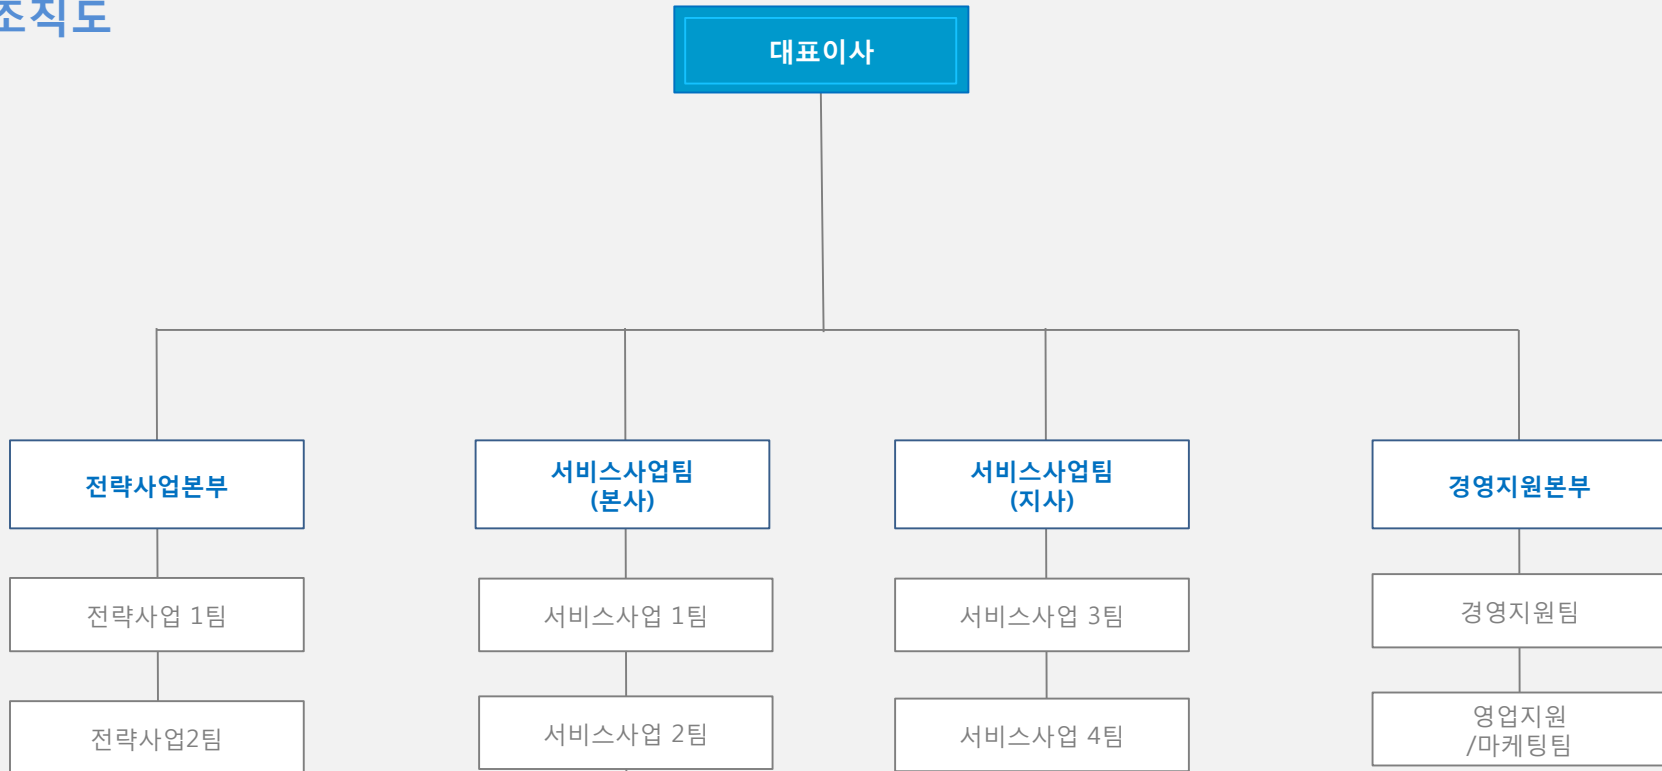 조직도
대표이사
전략사업본부
서비스사업팀
(본사)
서비스사업팀
(지사)
경영지원본부
전략사업 1팀
서비스사업 1팀
서비스사업 3팀
경영지원팀
전략사업2팀
서비스사업 2팀
서비스사업 4팀
영업지원
/마케팅팀